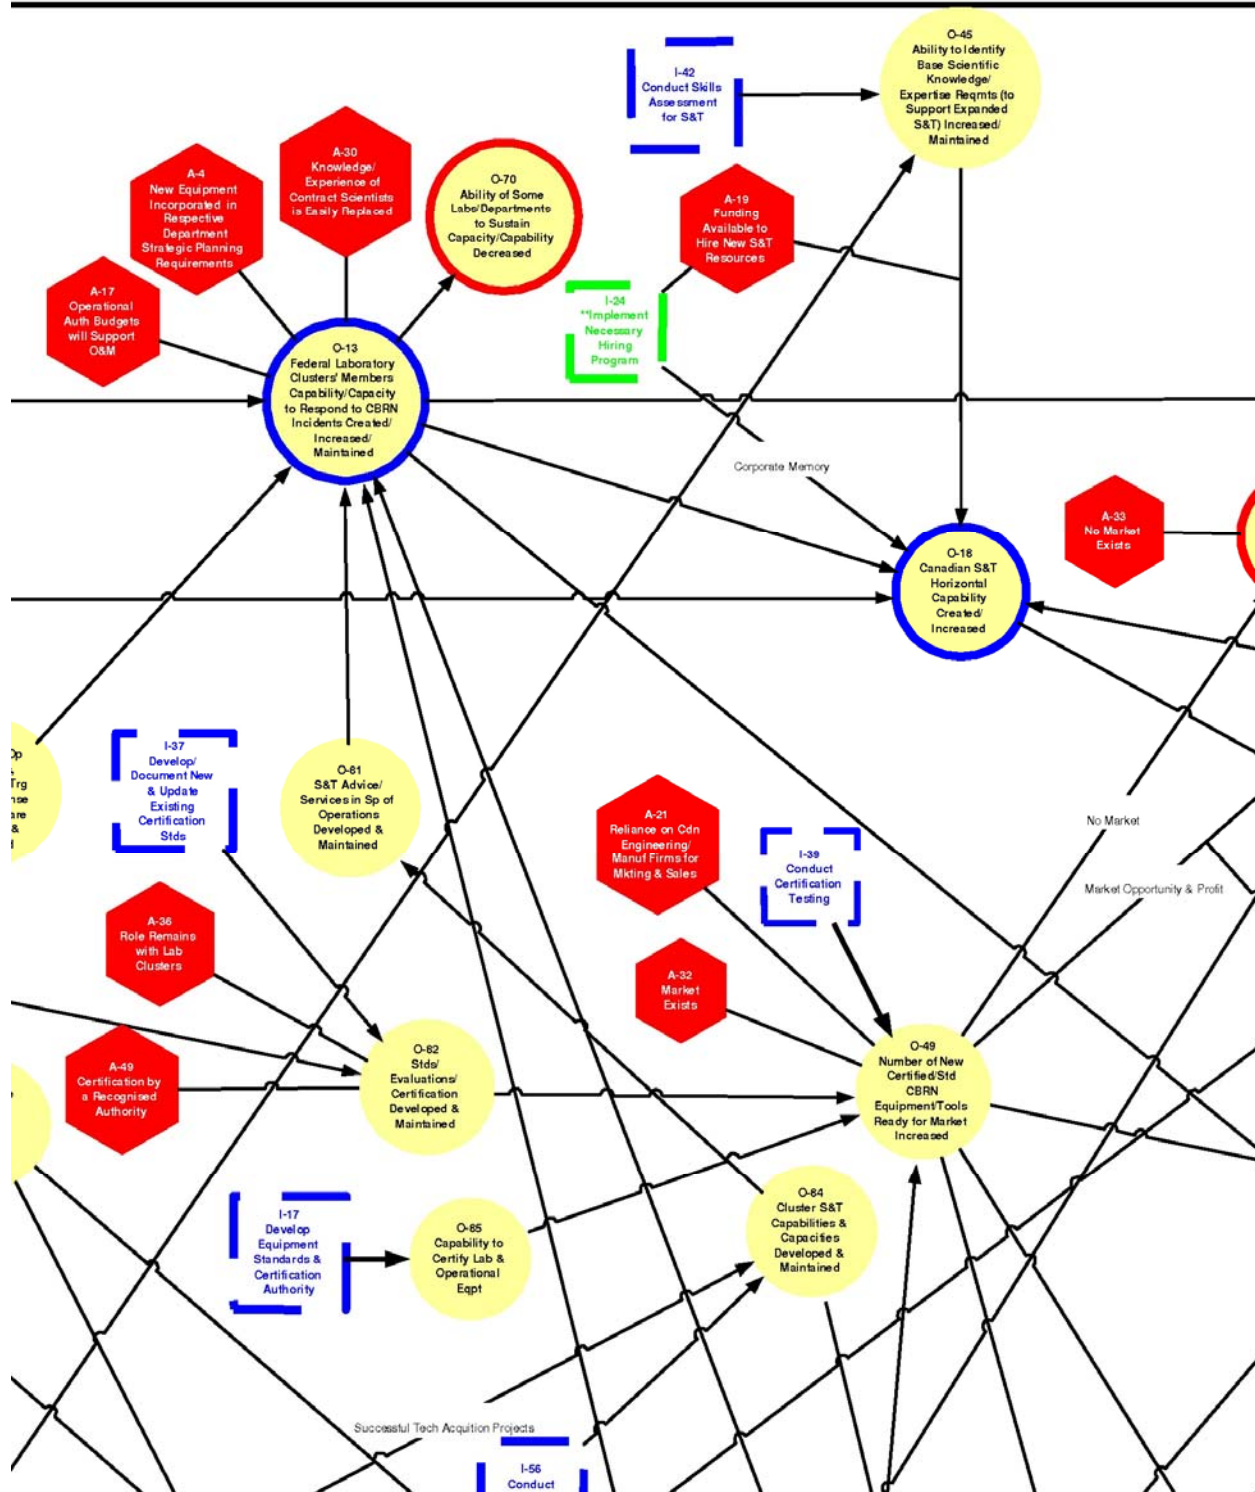 O-45
Ability to Identify
Base Scientific
Knowledge/
Expertise Reqmts (to
Support Expanded
S&T) Increased/
Maintained
I-42
Conduct Skills
Assessment
for S&T
A-30
Knowledge/
Experience of
Contract Scientists
is Easily Replaced
A-4
New Equipment
Incorporated in
Respective
Department
Strategic Planning
Requirements
O-70
Ability of Some
Labs/Departments
to Sustain
Capacity/Capability
Decreased
A-19
Funding
Available to
Hire New S&T
Resources
A-17
Operational
Auth Budgets
will Support
O&M
I-24
**Implement
Necessary
Hiring
Program
O-13
Federal Laboratory
Clusters' Members
Capability/Capacity
to Respond to CBRN
Incidents Created/
Increased/
Maintained
Corporate Memory
A-33
No Market
Exists
O-18
Canadian S&T
Horizontal
Capability
Created/
Increased
Op
Trg
nse
are
&
d
I-37
Develop/
Document New
& Update
Existing
Certification
Stds
O-61
S&T Advice/
Services in Sp of
Operations
Developed &
Maintained
A-21
Reliance on Cdn
Engineering/
Manuf Firms for
Mkting & Sales
I-39
Conduct
Certification
Testing
No Market
Market Opportunity & Profit
A-36
Role Remains
with Lab
Clusters
A-32
Market
Exists
A-49
Certification by
a Recognised
Authority
O-62
Stds/
Evaluations/
Certification
Developed &
Maintained
O-49
Number of New
Certified/Std
CBRN
Equipment/Tools
Ready for Market
Increased
I-17
Develop
Equipment
Standards &
Certification
Authority
O-65
Capability to
Certify Lab &
Operational
Eqpt
O-64
Cluster S&T
Capabilities &
Capacities
Developed &
Maintained
Successful Tech Acquition Projects
I-56
Conduct